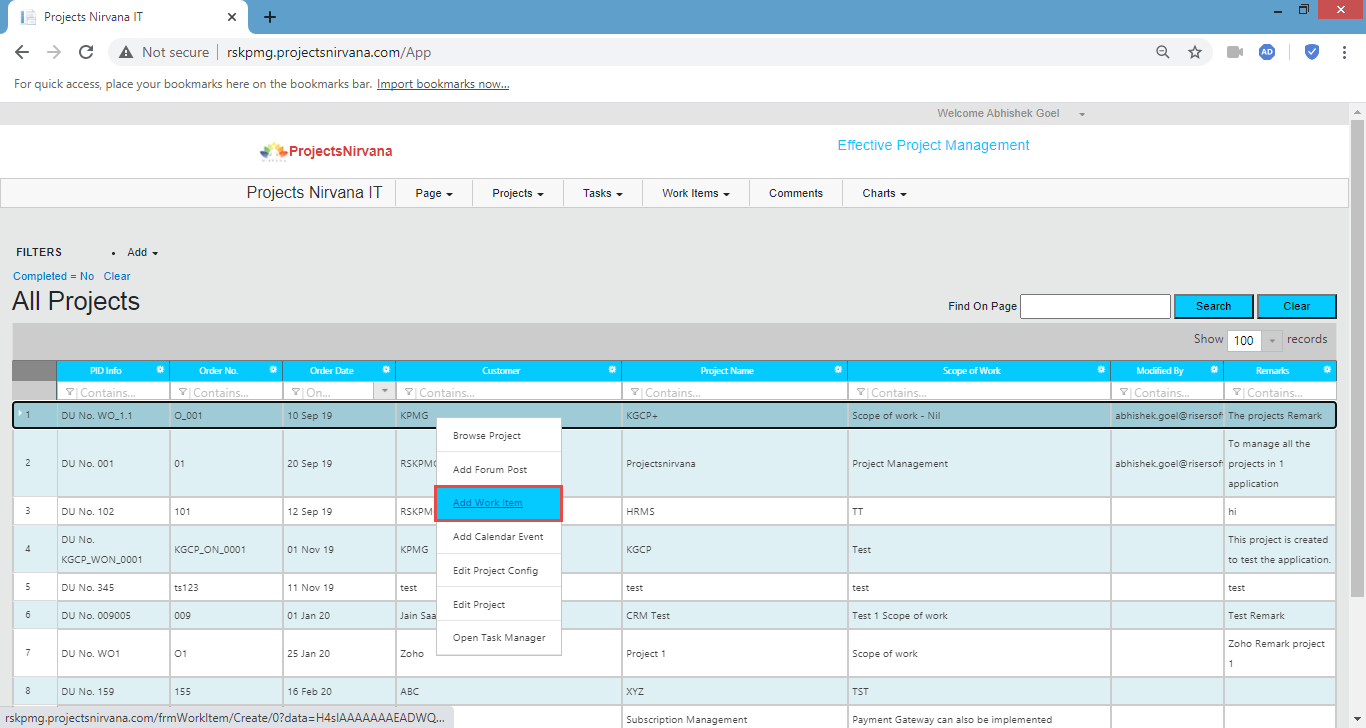 Projects Nirvana IT
Not secure rskpmg.projectsnirvana.com/App
AD
For quick access, place your bookmarks here on the bookmarks bar. Import bookmarks now...
Welcome Abhishek Goel
ProjectsNirvana
Effective Project Management
Projects Nirvana IT Page Projects Tasks Work Items Comments Charts
FILTERS Add
Completed = No Clear
All Projects
Find On Page Search Clear
Show 100 records
PID Info Order No. Order Date Customer Project Name Scope of Work Modified By Remarks
Contains... Contains... On... Contains... Contains... Contains... Contains... Contains...
1 DU No. WO_1.1 O_001 10 Sep 19 KPMG KGCP+ Scope of work - Nil abhishek.goel@risersoft The projects Remark
2 DU No. 001 01 20 Sep 19 RSKPMG Projectsnirvana Project Management abhishek.goel@risersoft To manage all the
projects in 1
application
3 DU No. 102 101 12 Sep 19 RSKPM HRMS TT hi
4 DU No.
KGCP_WON_0001 KGCP_ON_0001 01 Nov 19 KPMG KGCP Test This project is created
to test the application.
5 DU No. 345 ts123 11 Nov 19 test test test test
6 DU No. 009005 009 01 Jan 20 Jain Saa CRM Test Test 1 Scope of work Test Remark
7 DU No. WO1 O1 25 Jan 20 Zoho Project 1 Scope of work Zoho Remark project
1
8 DU No. 159 155 16 Feb 20 ABC XYZ TST
Subscription Management Payment Gateway can also be implemented
Browse Project
Add Forum Post
Add Work Item
Add Calendar Event
Edit Project Config
Edit Project
Open Task Manager
rskpmg.projectsnirvana.com/frmWorkItem/Create/0?data=H4sIAAAAAAAEADWQ...